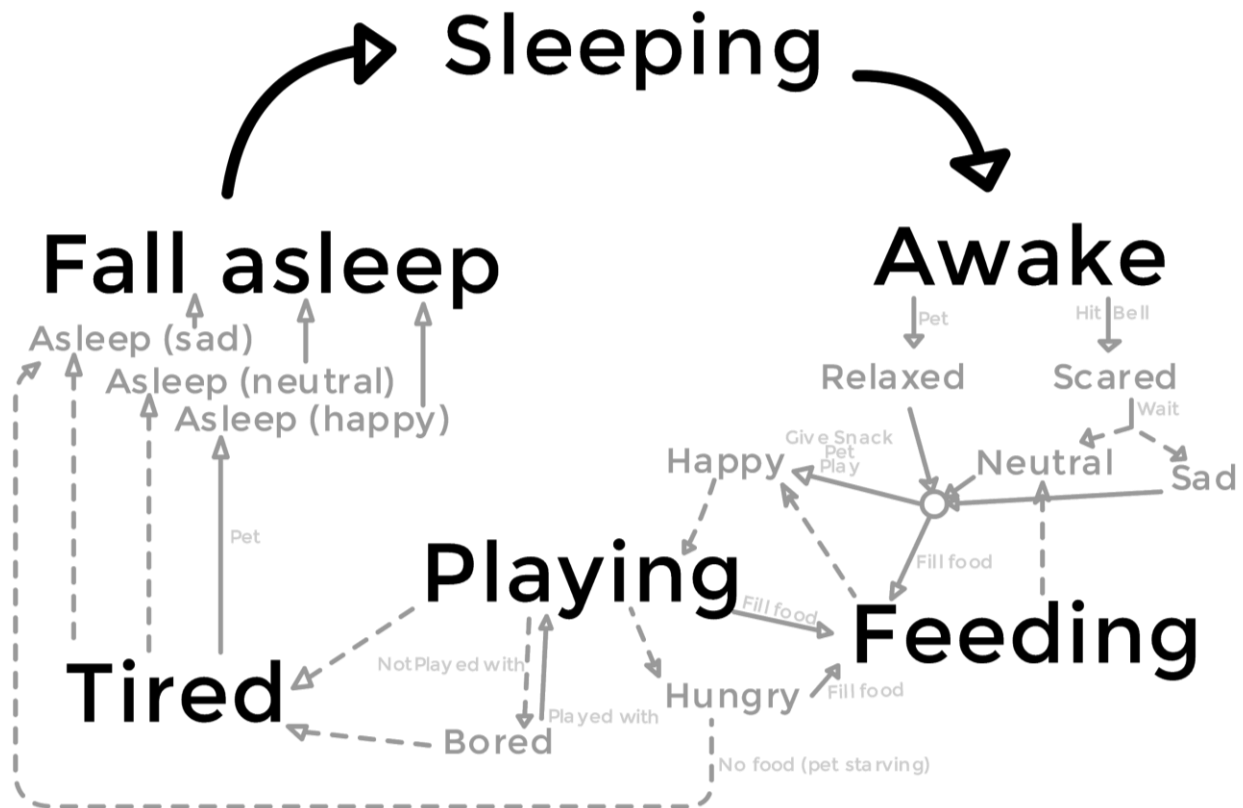 Sleeping
Fall asleep
Awake
Asleep (sad)
Asleep (neutral)
Asleep (happy)
Pet
Hit Bell
Relaxed
Scared
Wait
Give Snack
Pet
Play
Happy
Neutral
Sad
Pet
Playing
Fill food
Fill food
Feeding
Tired
Not Played with
Hungry
Fill food
Played with
Bored
No food (pet starving)